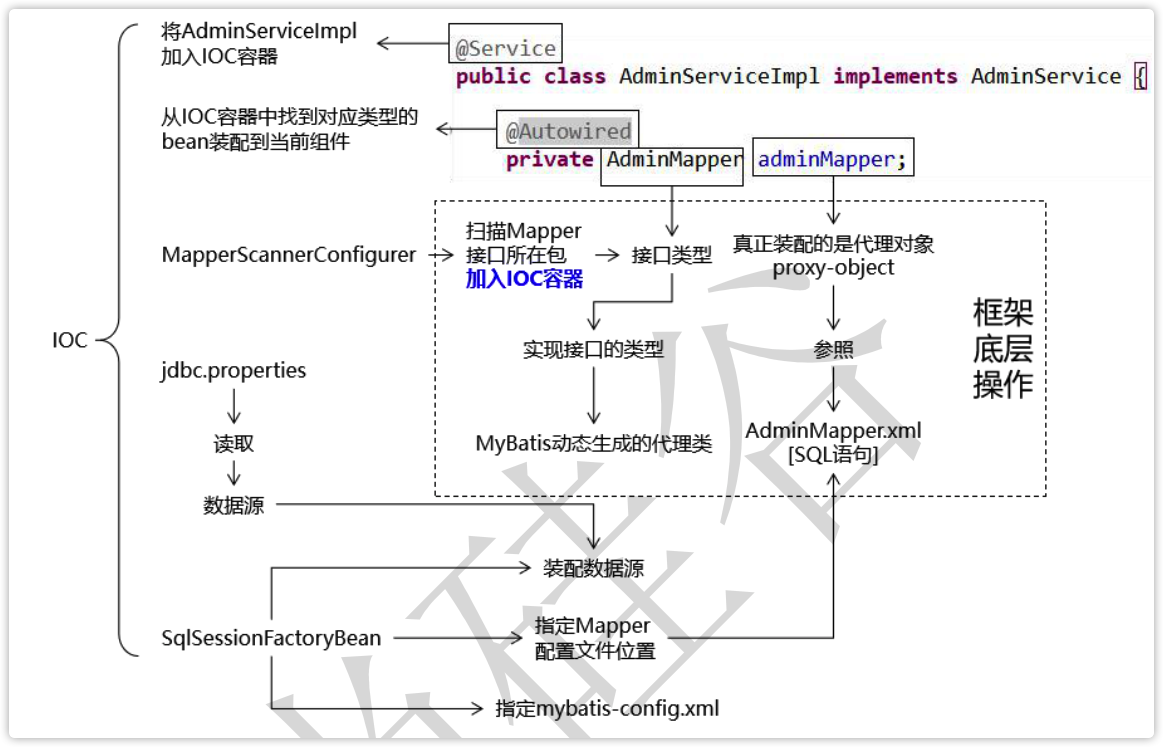 将AdminServiceImpl
加入IOC容器
@Service
public class AdminServiceImpl implements AdminService {
从IOC容器中找到对应类型的
bean装配到当前组件
@Autowired
private AdminMapper adminMapper;
MapperScannerConfigurer
扫描Mapper
接口所在包
加入IOC容器
接口类型
真正装配的是代理对象
proxy-object
框架
底层
操作
IOC
实现接口的类型
参照
jdbc.properties
读取
MyBatis动态生成的代理类
AdminMapper.xml
[SQL语句]
数据源
装配数据源
SqlSessionFactoryBean
指定Mapper
配置文件位置
指定mybatis-config.xml
硅谷